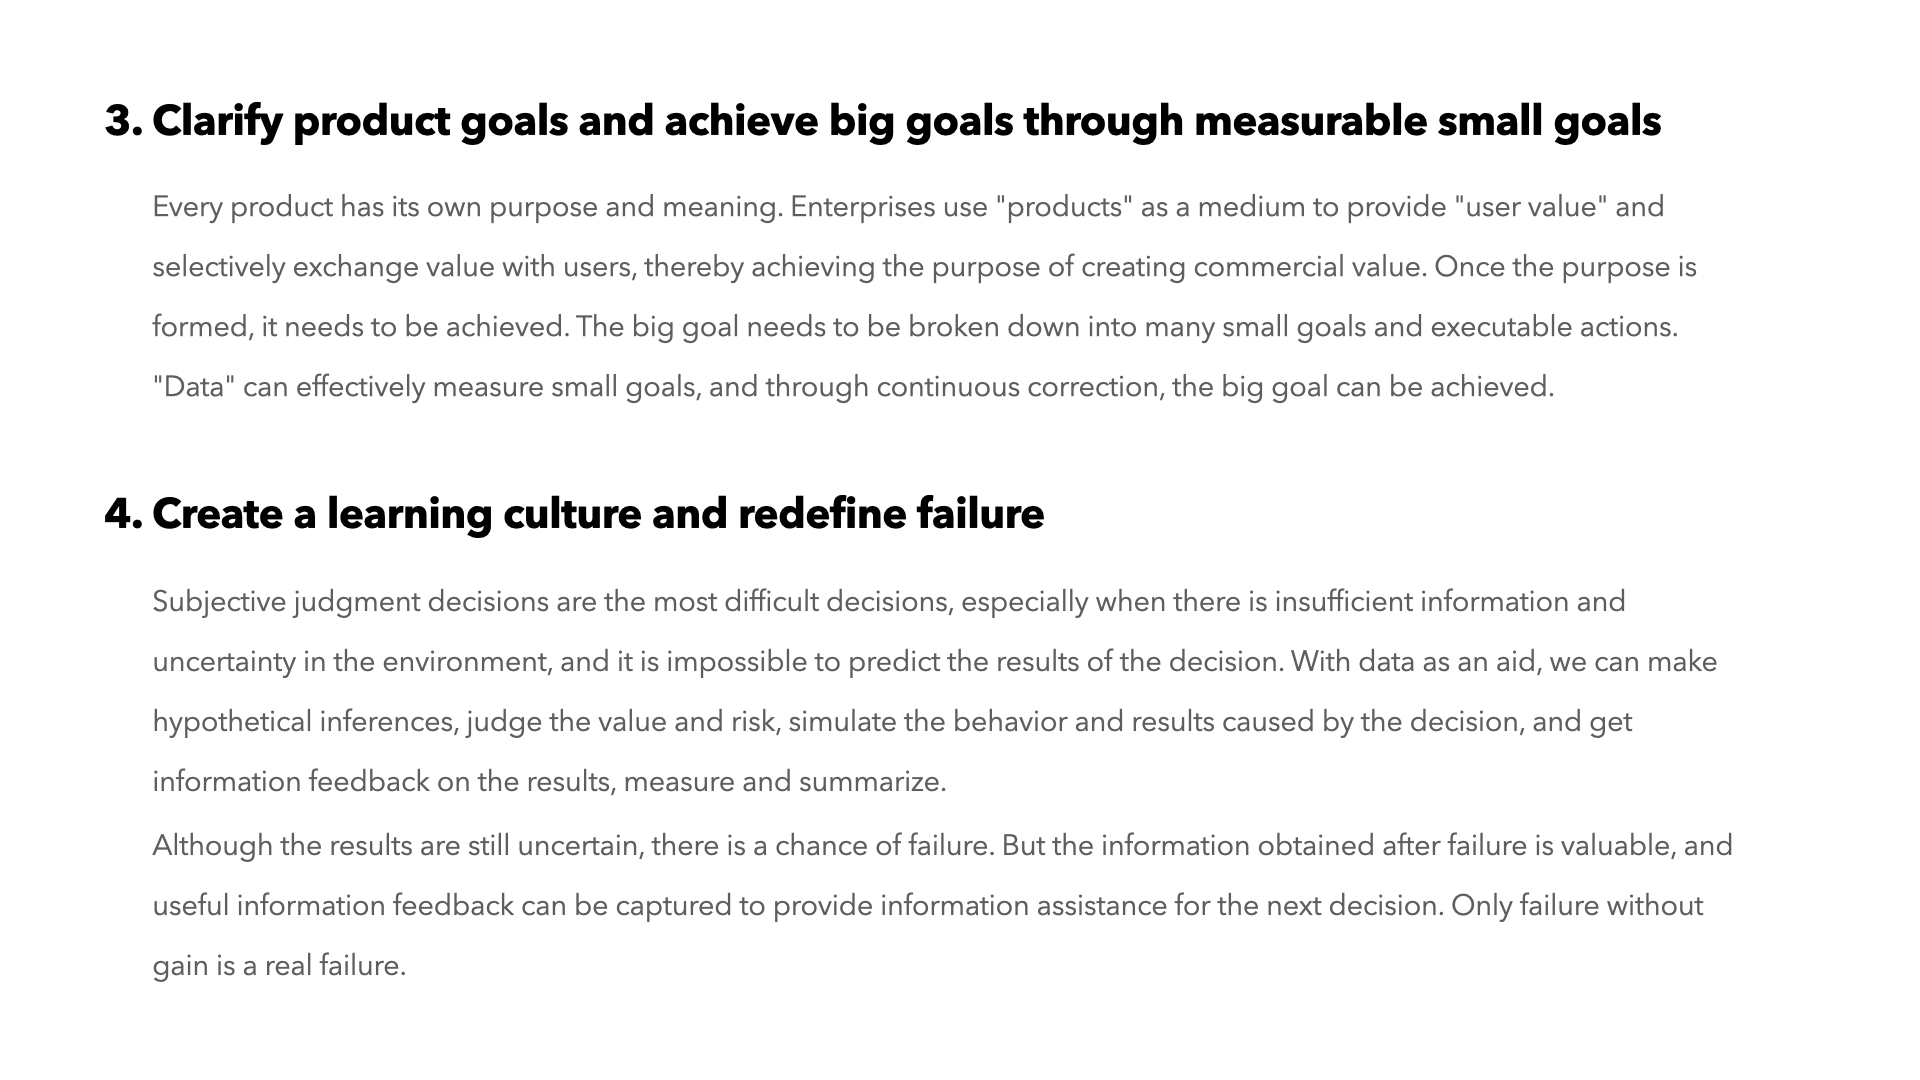 3. Clarify product goals and achieve big goals through measurable small goals
Every product has its own purpose and meaning. Enterprises use "products" as a medium to provide "user value" and
selectively exchange value with users, thereby achieving the purpose of creating commercial value. Once the purpose is
formed, it needs to be achieved. The big goal needs to be broken down into many small goals and executable actions.
"Data" can effectively measure small goals, and through continuous correction, the big goal can be achieved.
4. Create a learning culture and redefine failure
Subjective judgment decisions are the most difficult decisions, especially when there is insufficient information and
uncertainty in the environment, and it is impossible to predict the results of the decision. With data as an aid, we can make
hypothetical inferences, judge the value and risk, simulate the behavior and results caused by the decision, and get
information feedback on the results, measure and summarize.
Although the results are still uncertain, there is a chance of failure. But the information obtained after failure is valuable, and
useful information feedback can be captured to provide information assistance for the next decision. Only failure without
gain is a real failure.